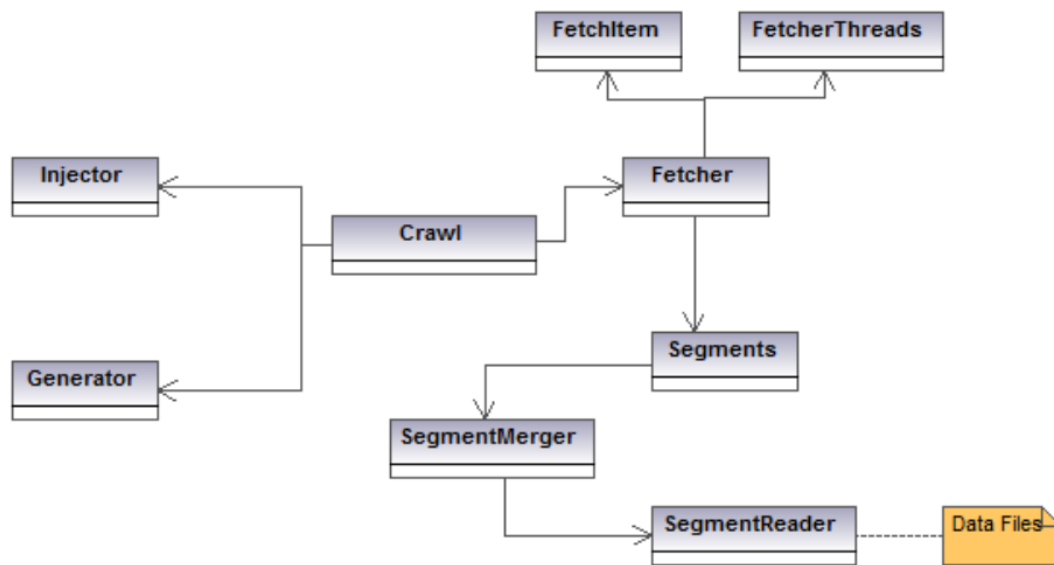 FetchItem
FetcherThreads
Injector
Fetcher
Crawl
Segments
Generator
SegmentMerger
SegmentReader
Data Files